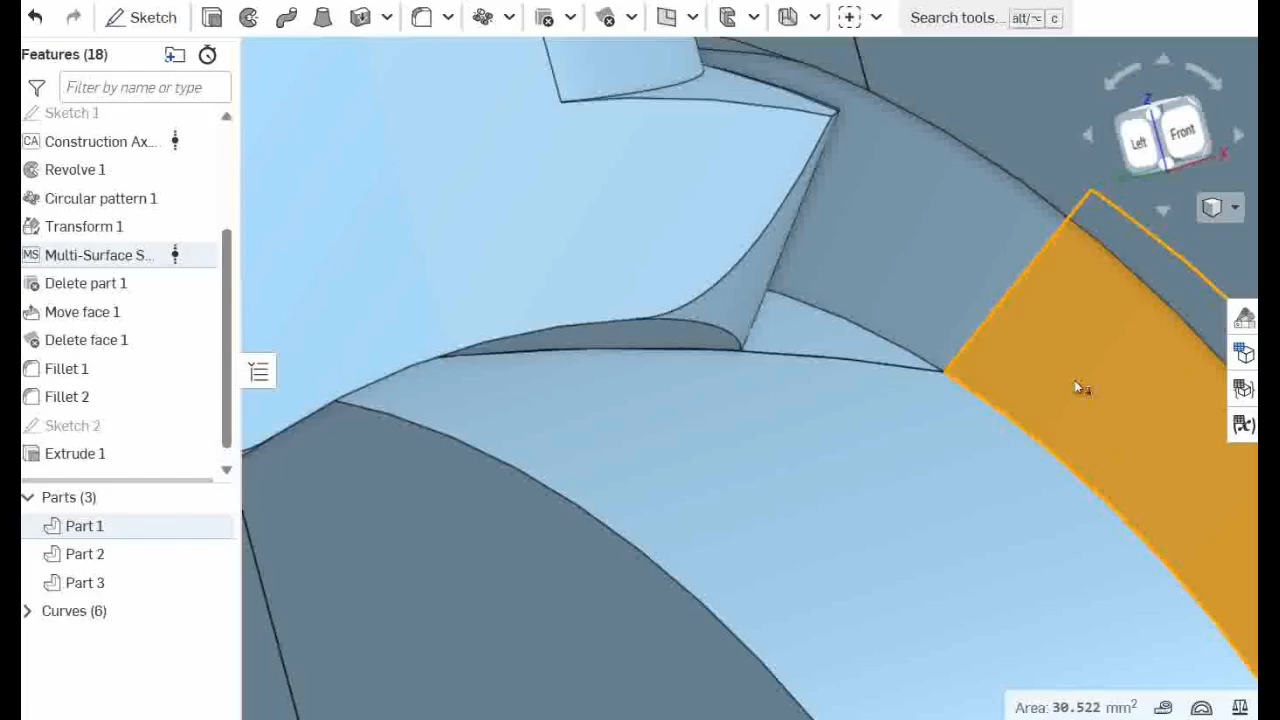 Sketch
Search tools... alt/⌥ c
Features (18)
Filter by name or type
Sketch 1
CA Construction Ax...
Revolve 1
Circular pattern 1
Transform 1
MS Multi-Surface S...
Delete part 1
Move face 1
Delete face 1
Fillet 1
Fillet 2
Sketch 2
Extrude 1
Parts (3)
Part 1
Part 2
Part 3
Curves (6)
Z
Left
Front
X
(x)
Area: 30.522 mm²